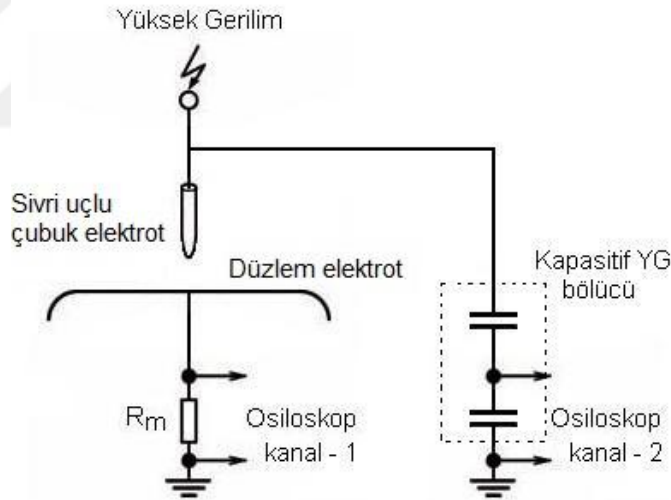 Yüksek Gerilim
Sivri uçlu
çubuk elektrot
Düzlem elektrot
Kapasitif YG
bölücü
Rm
Osiloskop
kanal - 1
Osiloskop
kanal - 2